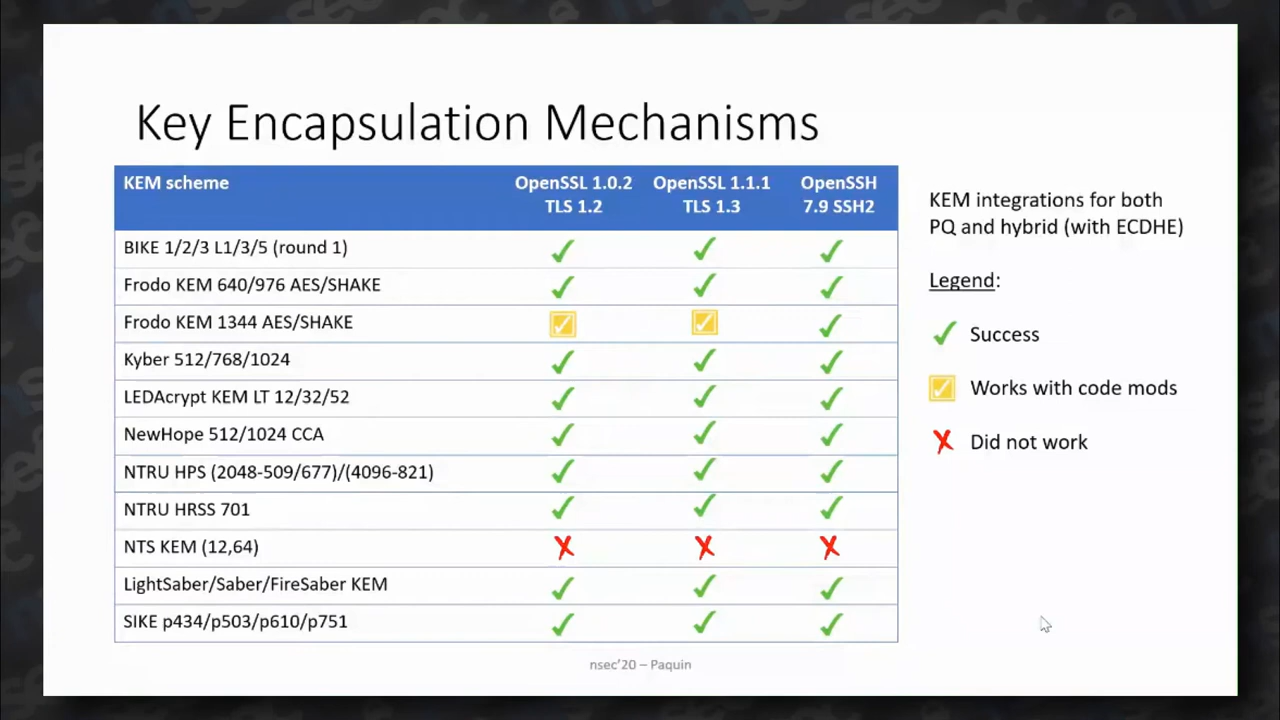 Key Encapsulation Mechanisms
KEM scheme
OpenSSL 1.0.2 TLS 1.2
OpenSSL 1.1.1 TLS 1.3
OpenSSH 7.9 SSH2
BIKE 1/2/3 L1/3/5 (round 1)
Frodo KEM 640/976 AES/SHAKE
Frodo KEM 1344 AES/SHAKE
Kyber 512/768/1024
LEDAcrypt KEM LT 12/32/52
NewHope 512/1024 CCA
NTRU HPS (2048-509/677)/(4096-821)
NTRU HRSS 701
NTS KEM (12,64)
LightSaber/Saber/FireSaber KEM
SIKE p434/p503/p610/p751
KEM integrations for both
PQ and hybrid (with ECDHE)
Legend:
Success
Works with code mods
Did not work
nsec'20 – Paquin